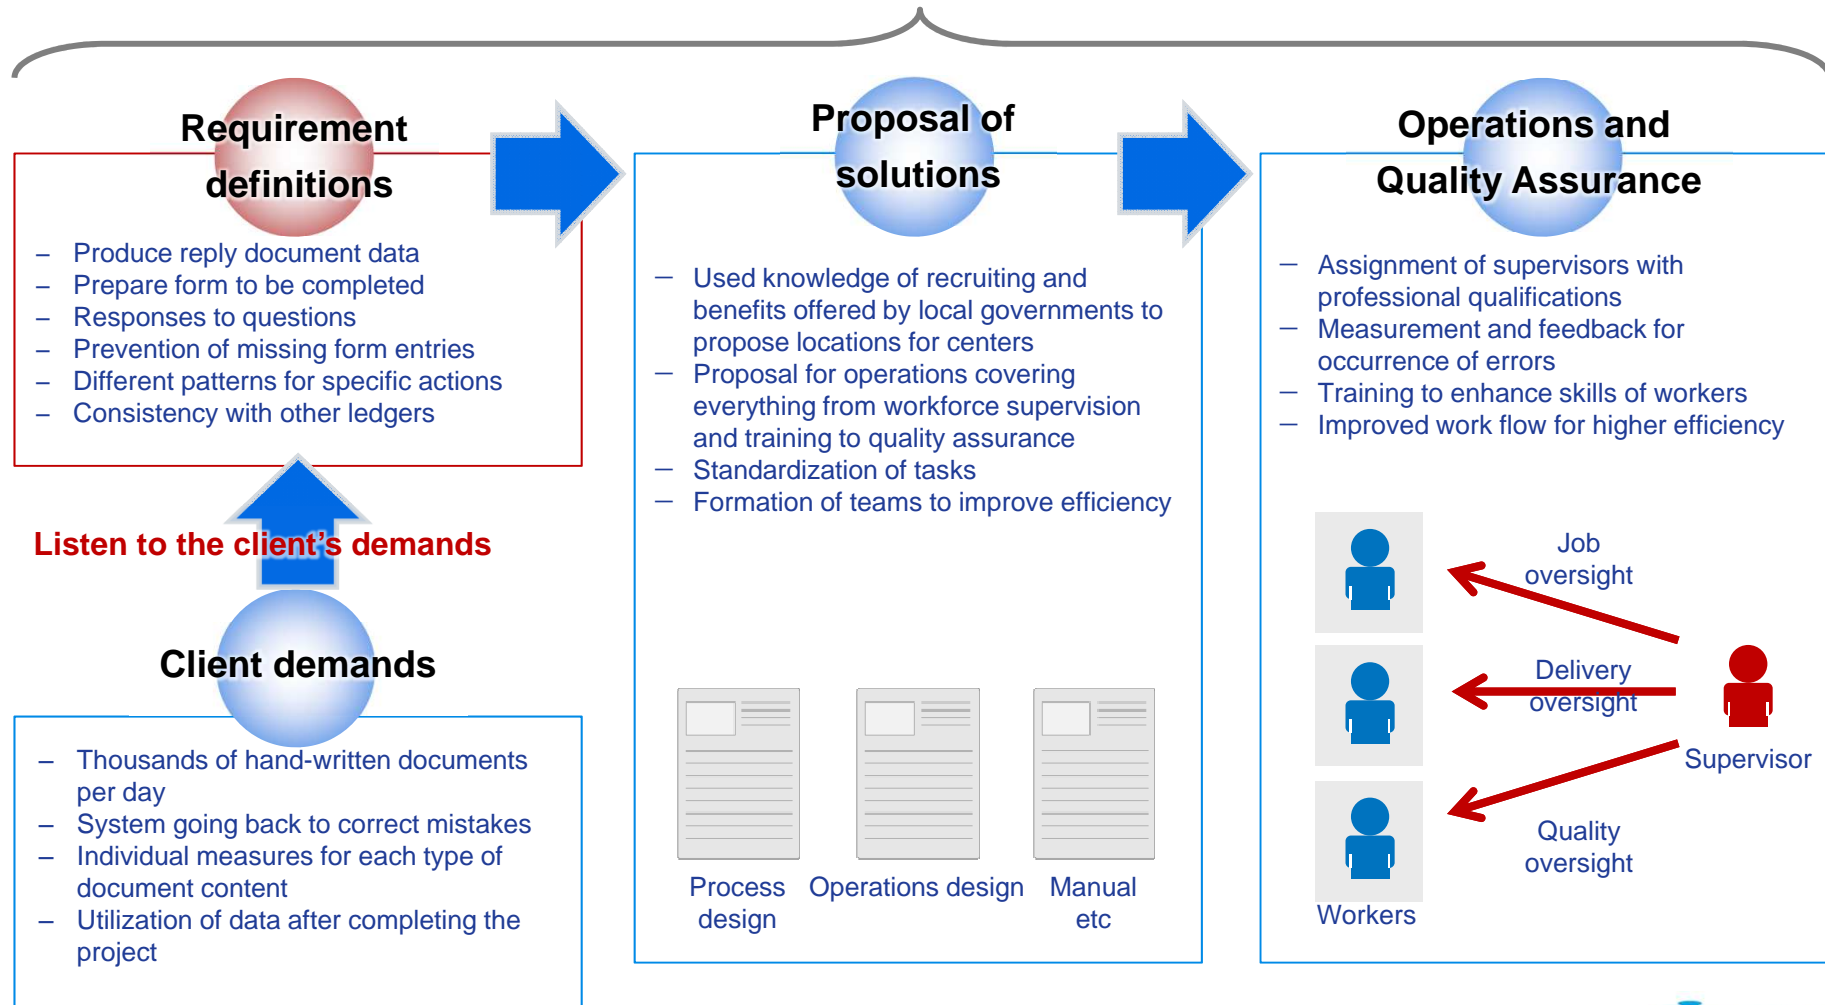 Requirement
definitions
– Produce reply document data
– Prepare form to be completed
– Responses to questions
– Prevention of missing form entries
– Different patterns for specific actions
– Consistency with other ledgers
Listen to the client’s demands
Client demands
– Thousands of hand-written documents
per day
– System going back to correct mistakes
– Individual measures for each type of
document content
– Utilization of data after completing the
project
Proposal of
solutions
– Used knowledge of recruiting and
benefits offered by local governments to
propose locations for centers
– Proposal for operations covering
everything from workforce supervision
and training to quality assurance
– Standardization of tasks
– Formation of teams to improve efficiency
Process
design
Operations design
Manual
etc
Operations and
Quality Assurance
– Assignment of supervisors with
professional qualifications
– Measurement and feedback for
occurrence of errors
– Training to enhance skills of workers
– Improved work flow for higher efficiency
Job
oversight
Delivery
oversight
Supervisor
Quality
oversight
Workers